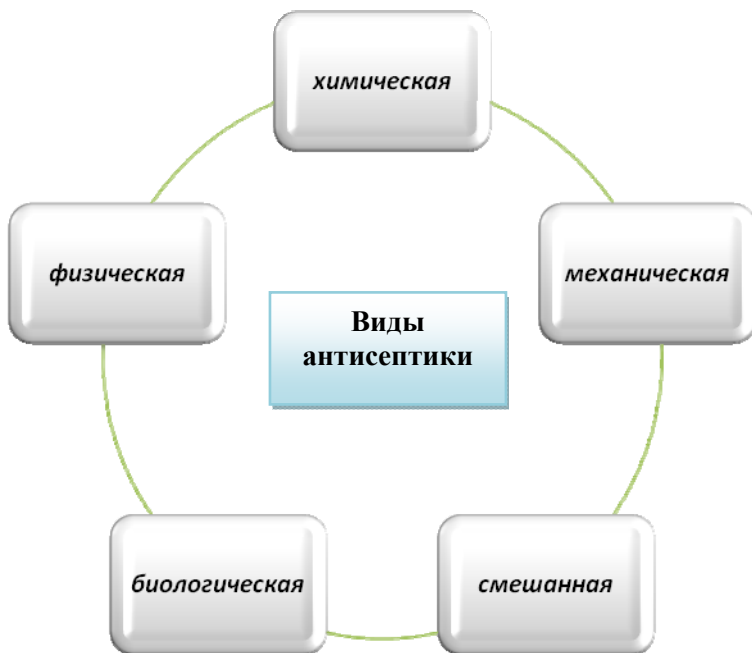 химическая
физическая
механическая
Виды
антисептики
биологическая
смешанная